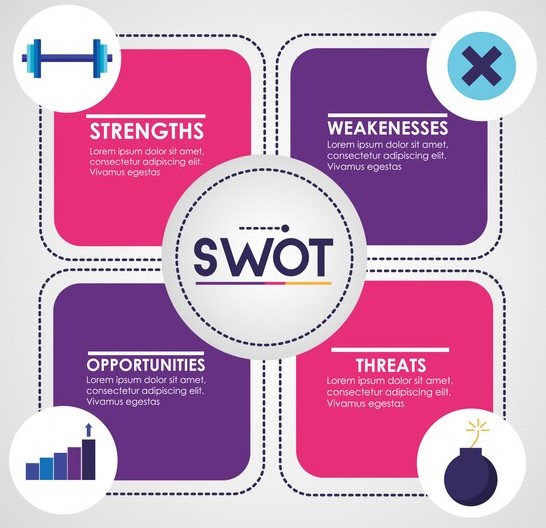 STRENGTHS
Lorem ipsum dolor sit amet,
consectetur adipiscing elit.
Vivamus egestas
WEAKENESSES
Lorem ipsum dolor sit amet,
consectetur adipiscing elit.
Vivamus egestas
SWOT
OPPORTUNITIES
Lorem ipsum dolor sit amet,
consectetur adipiscing elit.
Vivamus egestas
THREATS
Lorem ipsum dolor sit amet,
consectetur adipiscing elit.
Vivamus egestas